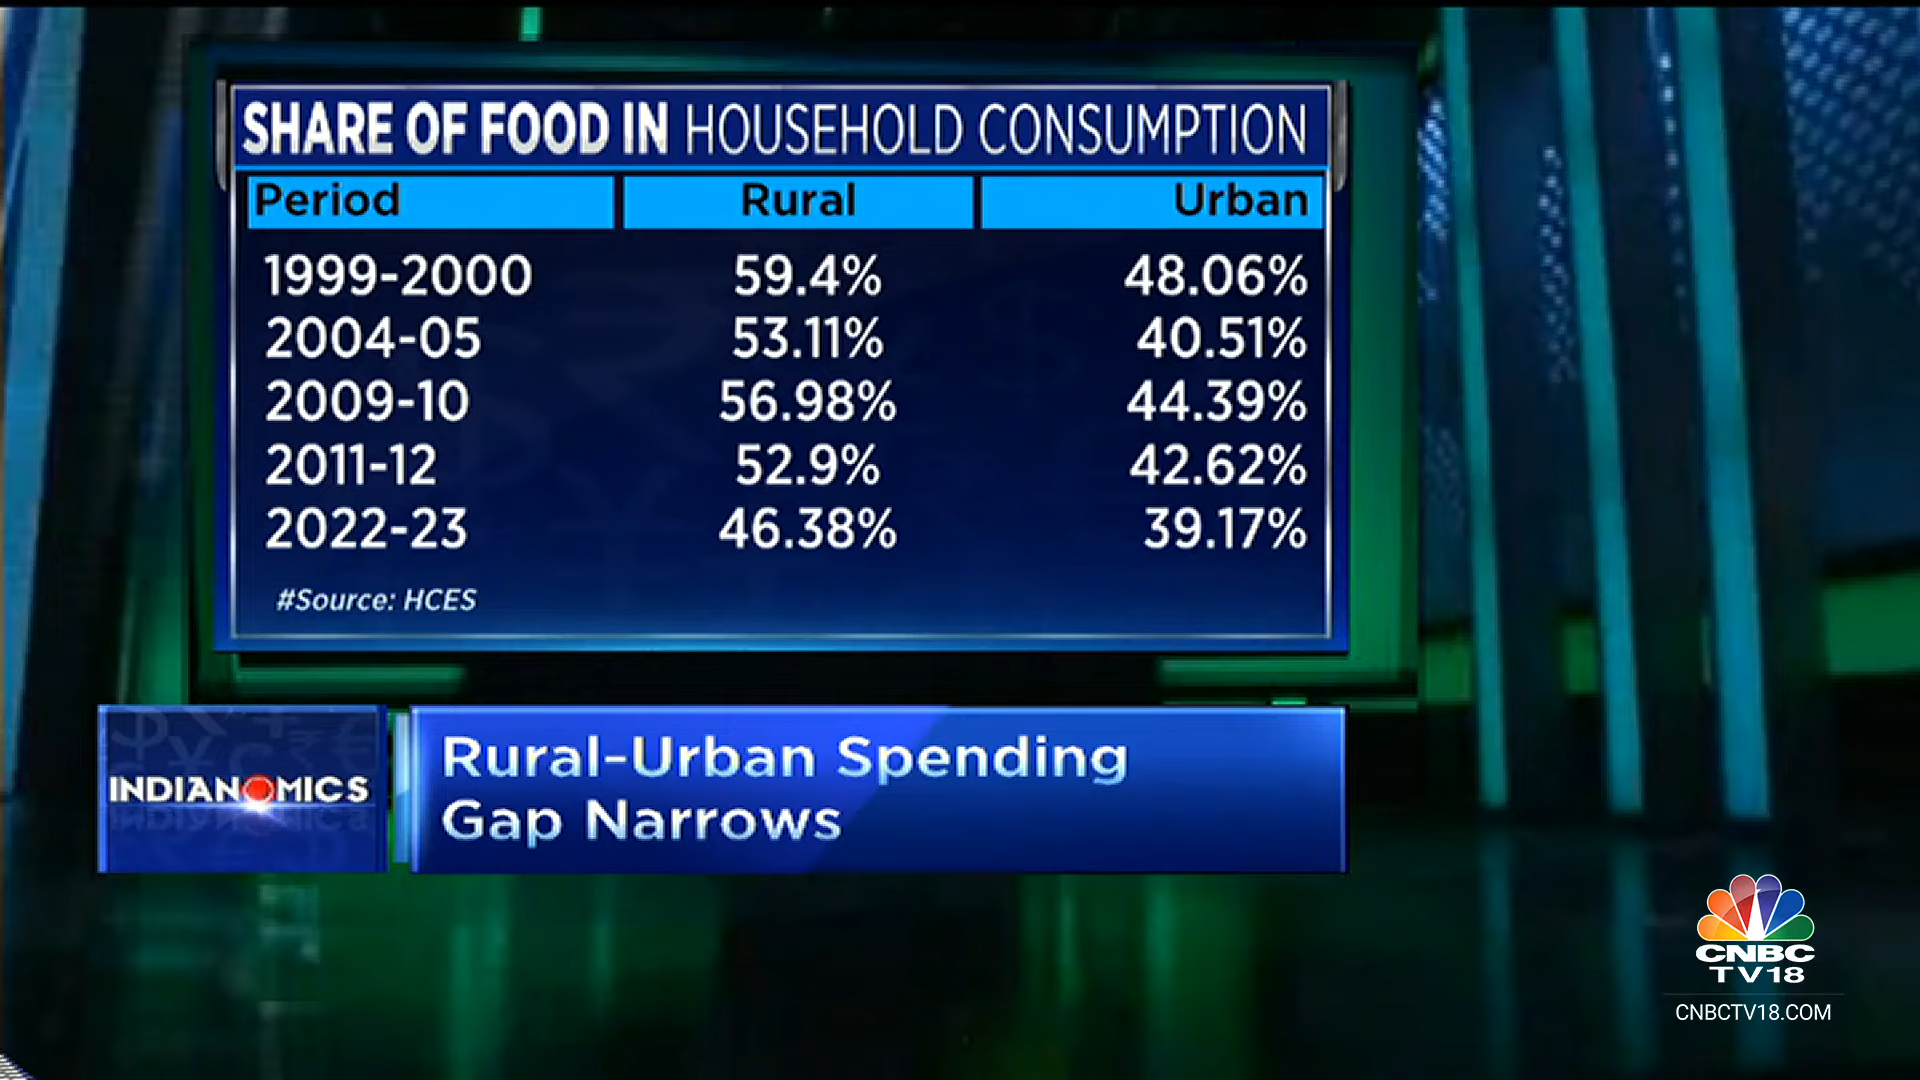 SHARE OF FOOD IN HOUSEHOLD CONSUMPTION
Period Rural Urban
1999-2000 59.4% 48.06%
2004-05 53.11% 40.51%
2009-10 56.98% 44.39%
2011-12 52.9% 42.62%
2022-23 46.38% 39.17%
#Source: HCES
INDIANOMICS
Rural-Urban Spending
Gap Narrows
CNBC
TV18
CNBCTV18.COM